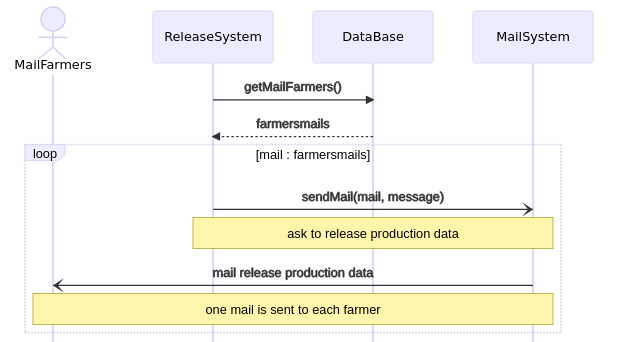 MailFarmers
ReleaseSystem
DataBase
MailSystem
getMailFarmers()
farmersmails
loop
[mail : farmersmails]
sendMail(mail, message)
ask to release production data
mail release production data
one mail is sent to each farmer